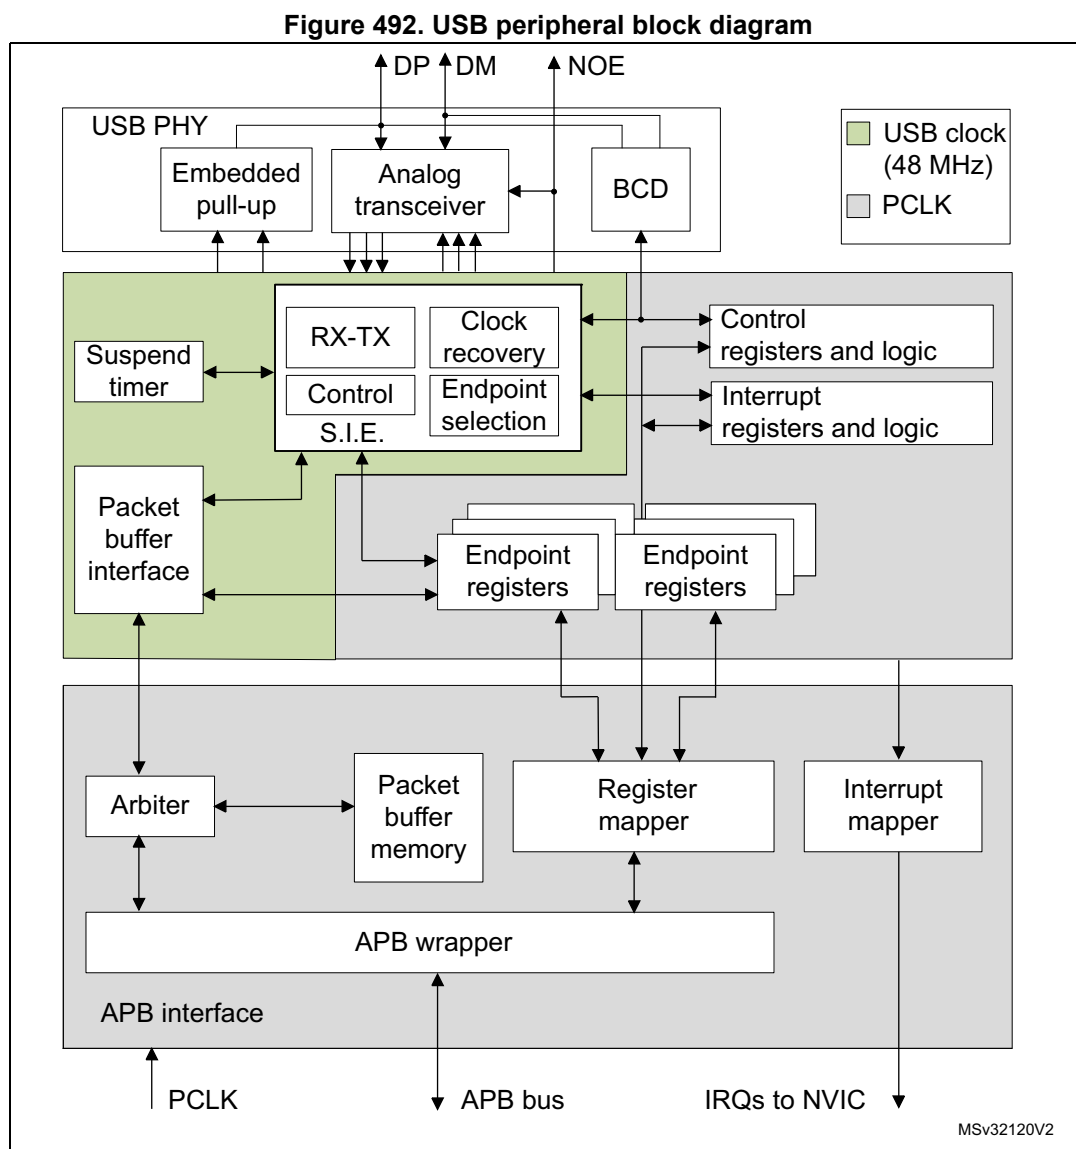 Figure 492. USB peripheral block diagram
DP
DM
NOE
USB PHY
Embedded
pull-up
Analog
transceiver
BCD
USB clock
(48 MHz)
PCLK
Suspend
timer
RX-TX
Clock
recovery
Control
Endpoint
selection
S.I.E.
Control
registers and logic
Interrupt
registers and logic
Packet
buffer
interface
Endpoint
registers
Endpoint
registers
Arbiter
Packet
buffer
memory
Register
mapper
Interrupt
mapper
APB wrapper
APB interface
PCLK
APB bus
IRQs to NVIC
MSv32120V2